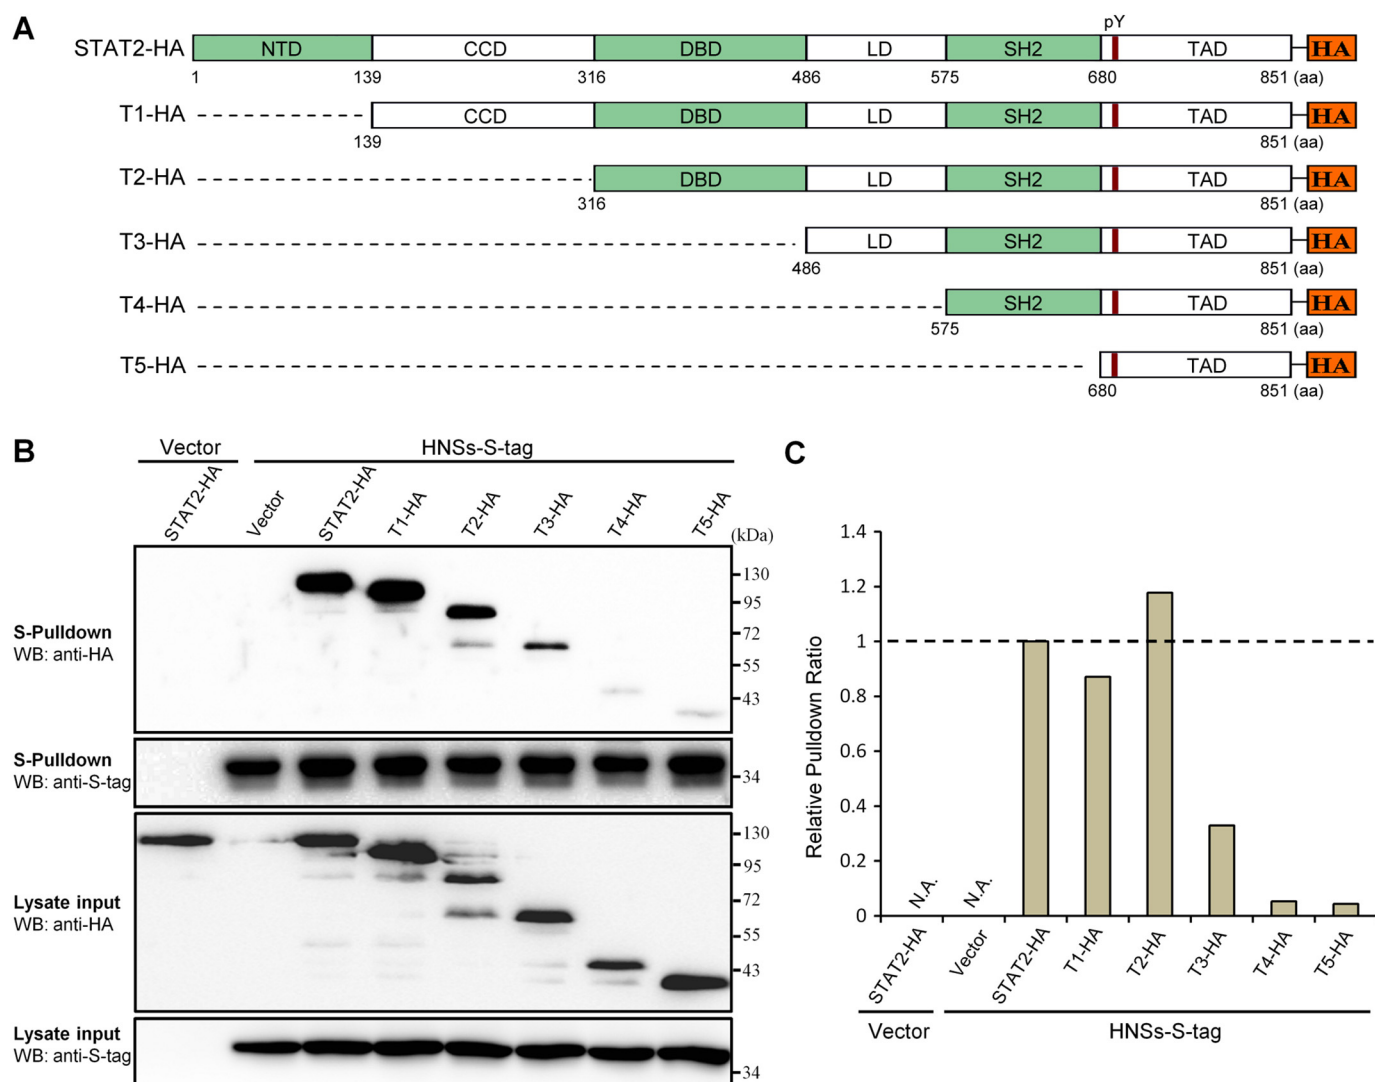 A
pY
STAT2-HA NTD CCD DBD LD SH2 TAD HA
1 139 316 486 575 680 851 (aa)
T1-HA CCD DBD LD SH2 TAD HA
139 851 (aa)
T2-HA DBD LD SH2 TAD HA
316 851 (aa)
T3-HA LD SH2 TAD HA
486 851 (aa)
T4-HA SH2 TAD HA
575 851 (aa)
T5-HA TAD HA
680 851 (aa)
B
Vector HNSs-S-tag
STAT2-HA Vector STAT2-HA T1-HA T2-HA T3-HA T4-HA T5-HA
(kDa)
S-Pulldown
WB: anti-HA
130
95
72
55
43
S-Pulldown
WB: anti-S-tag
34
Lysate input
WB: anti-HA
130
95
72
55
43
Lysate input
WB: anti-S-tag
34
C
Relative Pulldown Ratio
1.4
1.2
1
0.8
0.6
0.4
0.2
0
N.A. N.A.
STAT2-HA Vector STAT2-HA T1-HA T2-HA T3-HA T4-HA T5-HA
Vector HNSs-S-tag